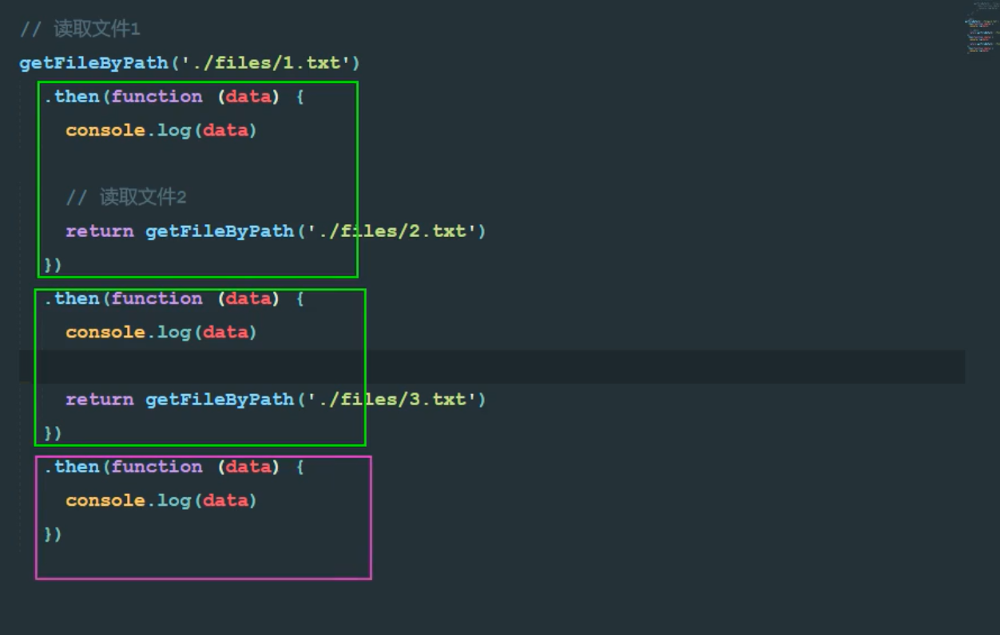 // 读取文件1
getFileByPath('./files/1.txt')
.then(function (data) {
console.log(data)
// 读取文件2
return getFileByPath('./files/2.txt')
})
.then(function (data) {
console.log(data)
return getFileByPath('./files/3.txt')
})
.then(function (data) {
console.log(data)
})